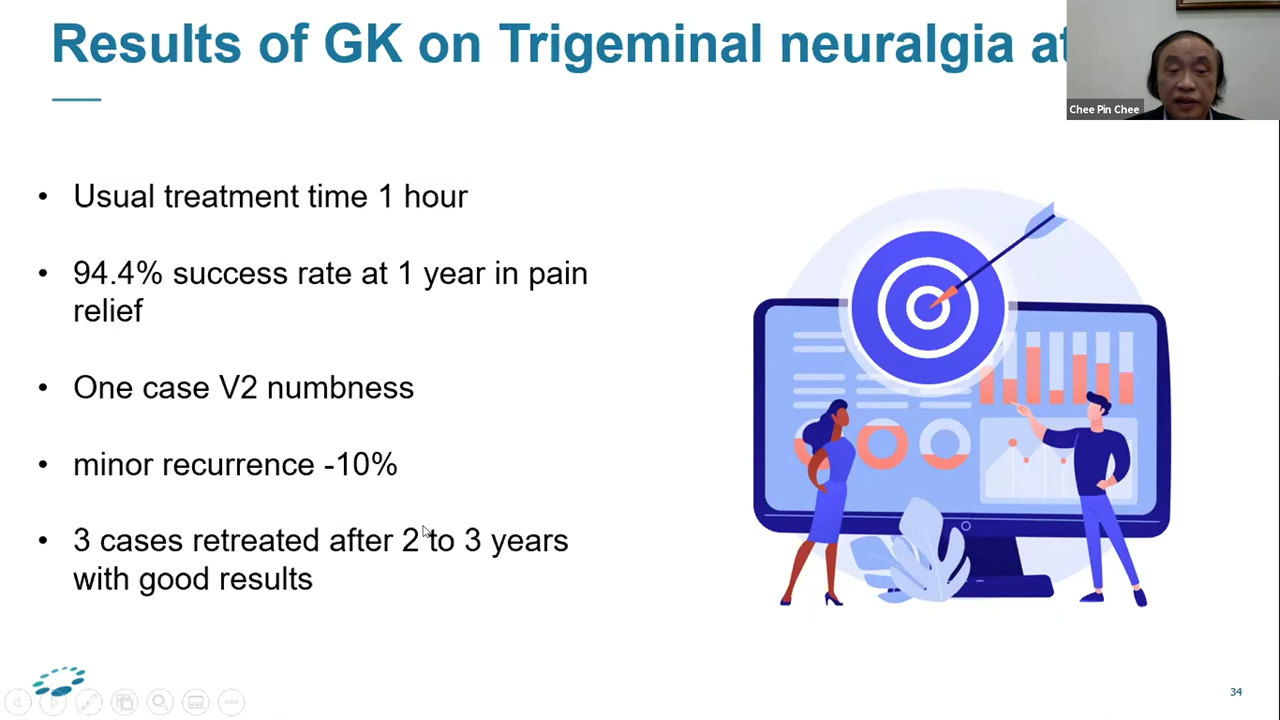 Results of GK on Trigeminal neuralgia at
Chee Pin Chee
• Usual treatment time 1 hour
• 94.4% success rate at 1 year in pain
relief
• One case V2 numbness
• minor recurrence -10%
• 3 cases retreated after 2 to 3 years
with good results
34